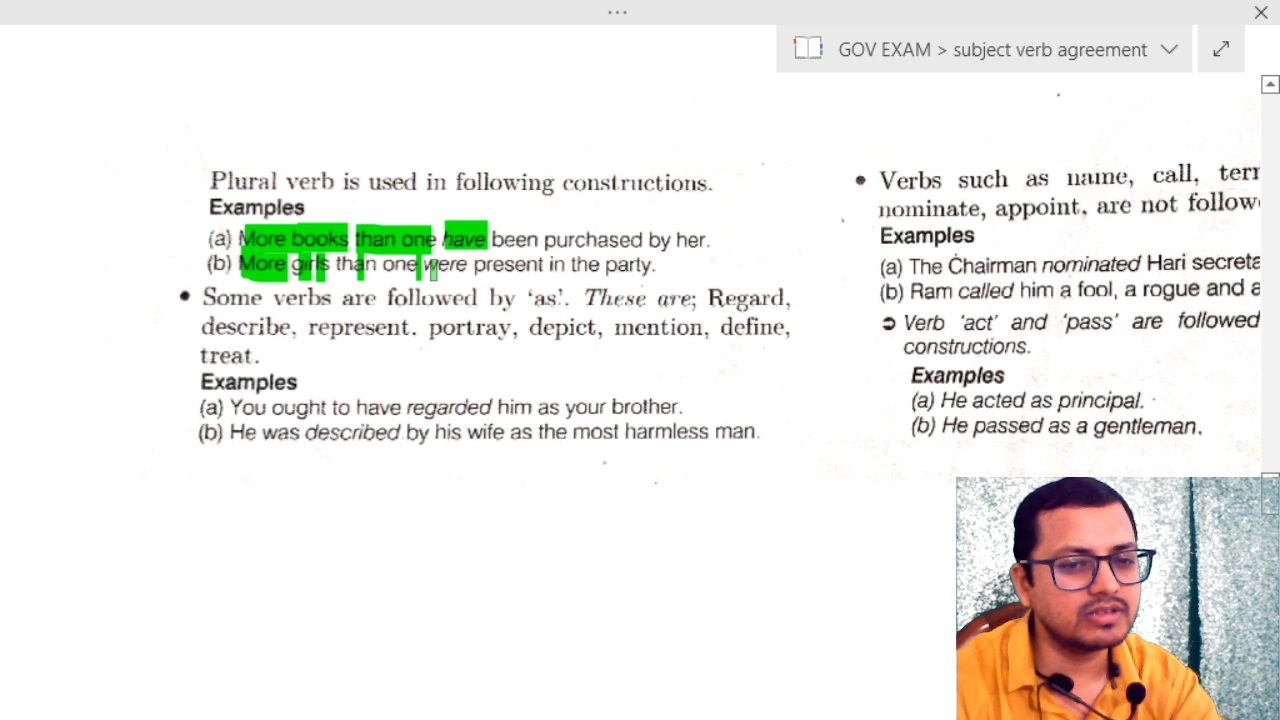 GOV EXAM > subject verb agreement
Plural verb is used in following constructions.
Examples
(a) More books than one have been purchased by her.
(b) More girls than one were present in the party.
• Some verbs are followed by 'as'. These are; Regard,
describe, represent. portray, depict, mention, define,
treat.
Examples
(a) You ought to have regarded him as your brother.
(b) He was described by his wife as the most harmless man.
• Verbs such as name, call,
nominate, appoint, are not
Examples
(a) The Chairman nominated Hari
(b) Ram called him a fool, a rogue and
➲ Verb 'act' and 'pass' are followed
constructions.
Examples
(a) He acted as principal.
(b) He passed as a gentleman.